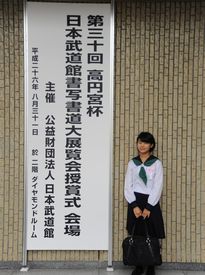 第三十回 高円宮杯
日本武道館書写書道大展覧会授賞式 会場
主催 公益財団法人 日本武道館
平成二十六年 八月三十一日 於 二階 ダイヤモンドルーム